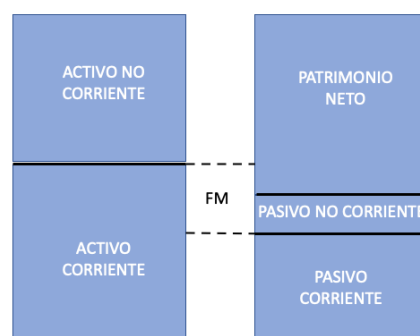 ACTIVO NO
CORRIENTE
PATRIMONIO
NETO
FM
PASIVO NO CORRIENTE
ACTIVO
CORRIENTE
PASIVO
CORRIENTE